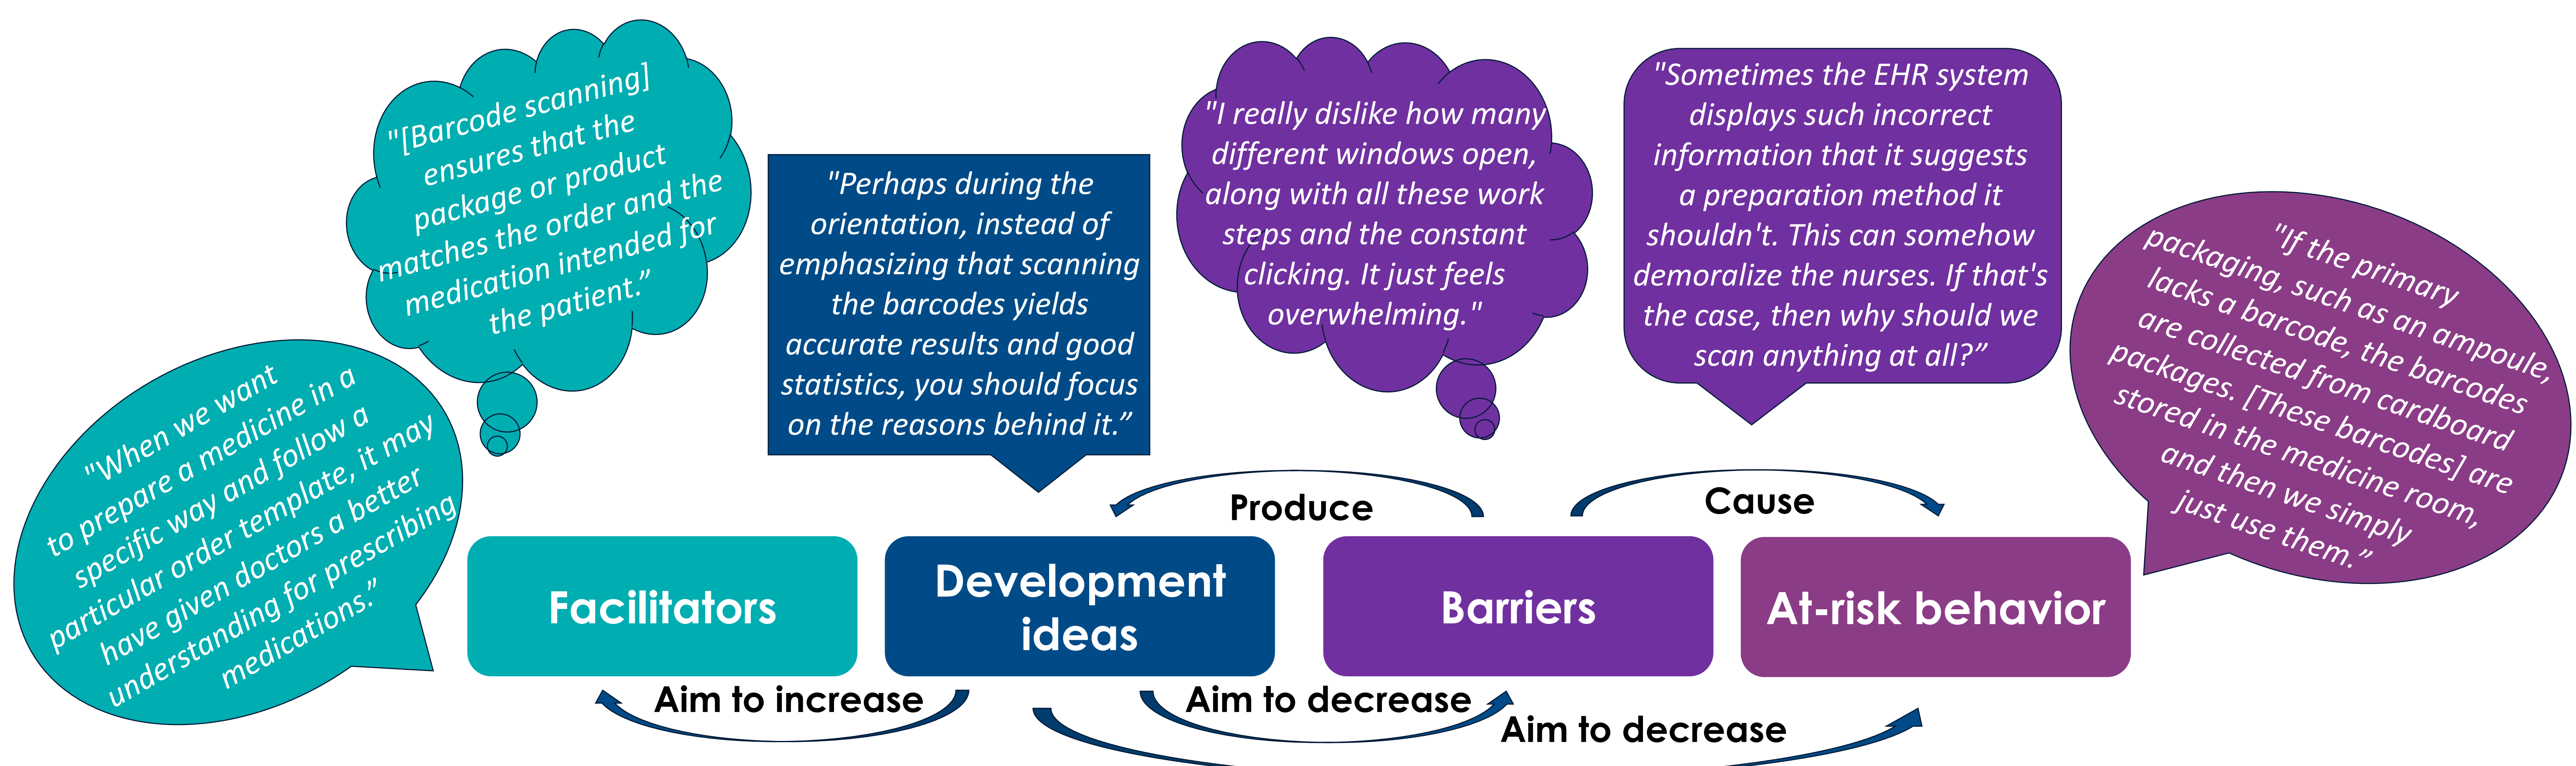 "When we want
to prepare a medicine in a
specific way and follow a
particular order template, it may
have given doctors a better
understanding for prescribing
medications.”
"[Barcode scanning]
ensures that the
package or product
matches the order and the
medication intended for
the patient.”
"Perhaps during the
orientation, instead of
emphasizing that scanning
the barcodes yields
accurate results and good
statistics, you should focus
on the reasons behind it.”
"I really dislike how many
different windows open,
along with all these work
steps and the constant
clicking. It just feels
overwhelming."
"Sometimes the EHR system
displays such incorrect
information that it suggests
a preparation method it
shouldn't. This can somehow
demoralize the nurses. If that's
the case, then why should we
scan anything at all?”
"If the primary
packaging, such as an ampoule,
lacks a barcode, the barcodes
are collected from cardboard
packages. [These barcodes] are
stored in the medicine room,
and then we simply
just use them.”
Produce
Cause
Facilitators
Development
ideas
Barriers
At-risk behavior
Aim to increase
Aim to decrease
Aim to decrease